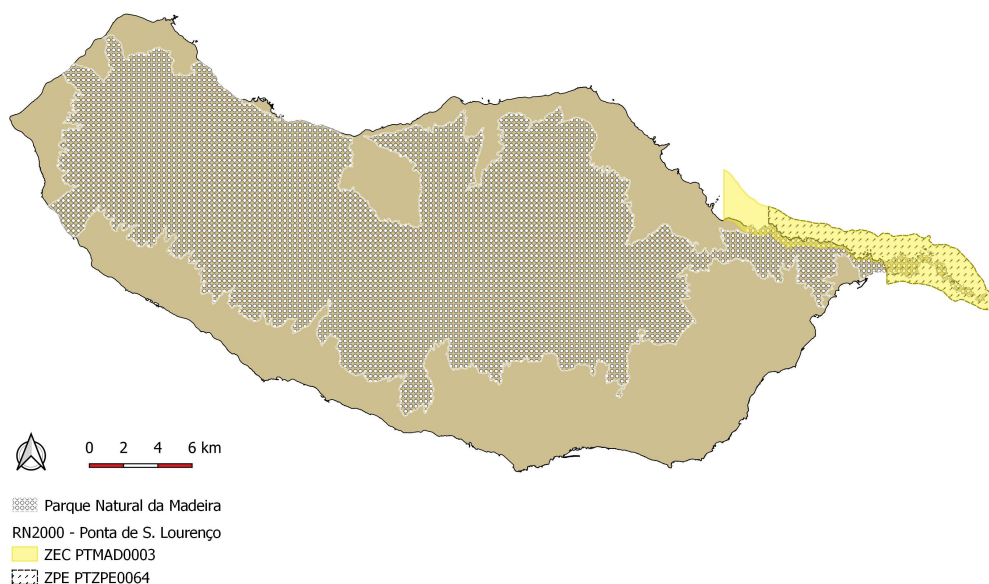 0 2 4 6 km
Parque Natural da Madeira
RN2000 - Ponta de S. Lourenço
ZEC PTMAD0003
ZPE PTZPE0064